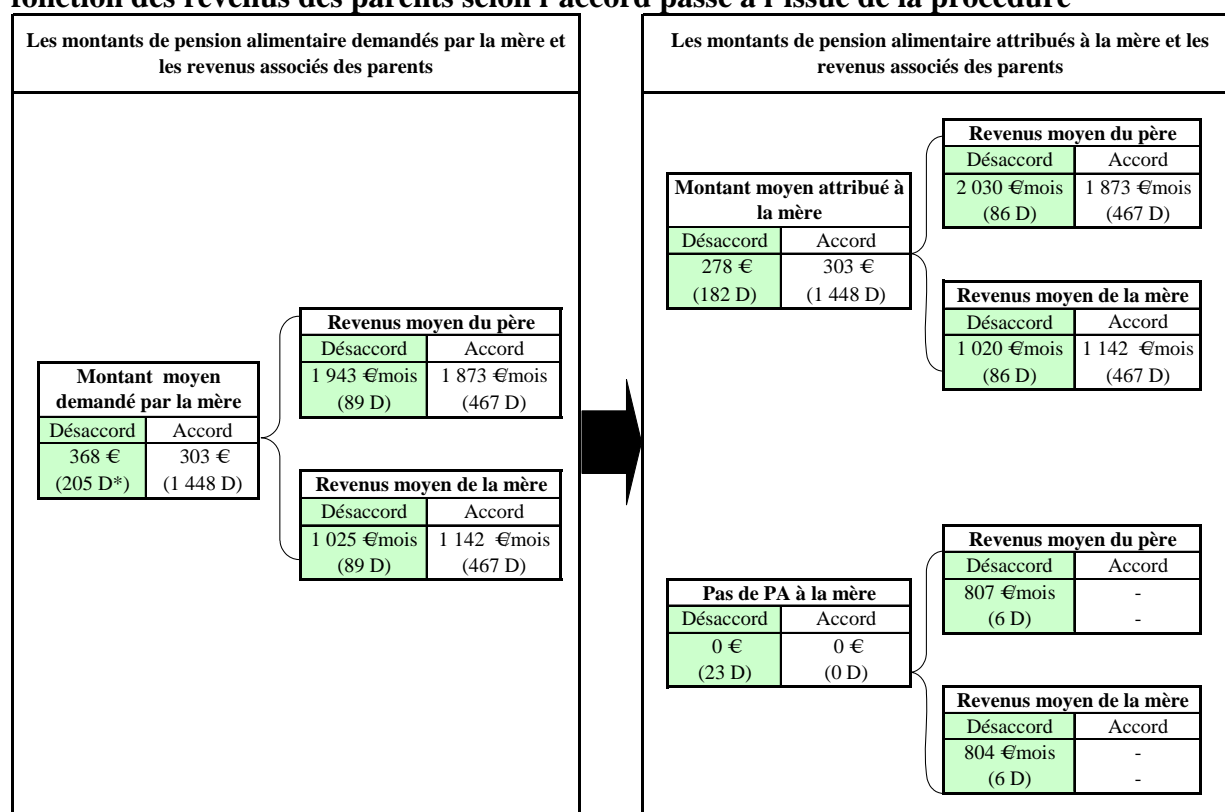 fonction des revenus des parents selon l'accord passé à l'issue de la procédure
Les montants de pension alimentaire demandés par la mère et
les revenus associés des parents
Montant moyen
demandé par la mère
Désaccord Accord
368 € 303 €
(205 D*) (1 448 D)
Revenus moyen du père
Désaccord Accord
1 943 €/mois 1 873 €/mois
(89 D) (467 D)
Revenus moyen de la mère
Désaccord Accord
1 025 €/mois 1 142 €/mois
(89 D) (467 D)
Les montants de pension alimentaire attribués à la mère et les
revenus associés des parents
Montant moyen attribué à
la mère
Désaccord Accord
278 € 303 €
(182 D) (1 448 D)
Revenus moyen du père
Désaccord Accord
2 030 €/mois 1 873 €/mois
(86 D) (467 D)
Revenus moyen de la mère
Désaccord Accord
1 020 €/mois 1 142 €/mois
(86 D) (467 D)
Pas de PA à la mère
Désaccord Accord
0 € 0 €
(23 D) (0 D)
Revenus moyen du père
Désaccord Accord
807 €/mois -
(6 D) -
Revenus moyen de la mère
Désaccord Accord
804 €/mois -
(6 D) -